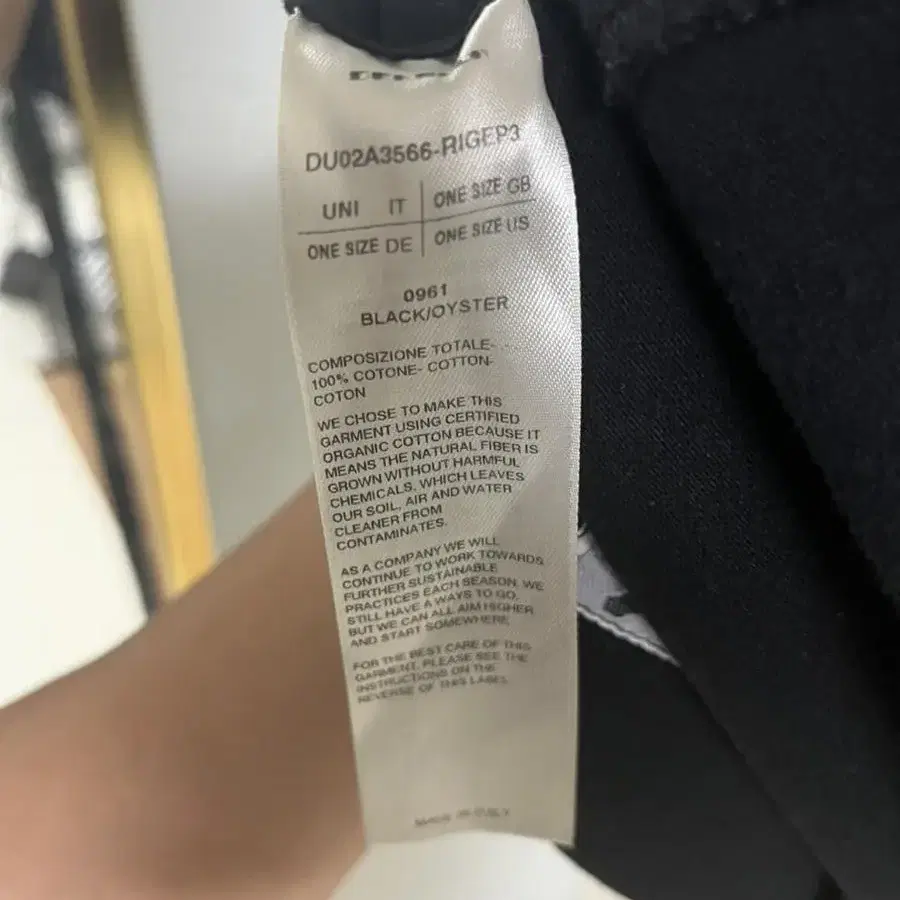 DU02A3566-RIGEP3
UNI IT ONE SIZE GB
ONE SIZE DE ONE SIZE US
0961
BLACK/OYSTER
COMPOSIZIONE TOTALE-
100% COTONE- COTTON-
COTON
WE CHOSE TO MAKE THIS
GARMENT USING CERTIFIED
ORGANIC COTTON BECAUSE IT
MEANS THE NATURAL FIBER IS
GROWN WITHOUT HARMFUL
CHEMICALS, WHICH LEAVES
OUR SOIL, AIR AND WATER
CLEANER FROM
CONTAMINATES.
AS A COMPANY WE WILL
CONTINUE TO WORK TOWARDS
FURTHER SUSTAINABLE
PRACTICES EACH SEASON. WE
STILL HAVE A WAYS TO GO,
BUT WE CAN ALL AIM HIGHER
AND START SOMEWHERE
FOR THE BEST CARE OF THIS
GARMENT, PLEASE SEE THE
INSTRUCTIONS ON THE
REVERSE OF THIS LABEL
MADE IN ITALY